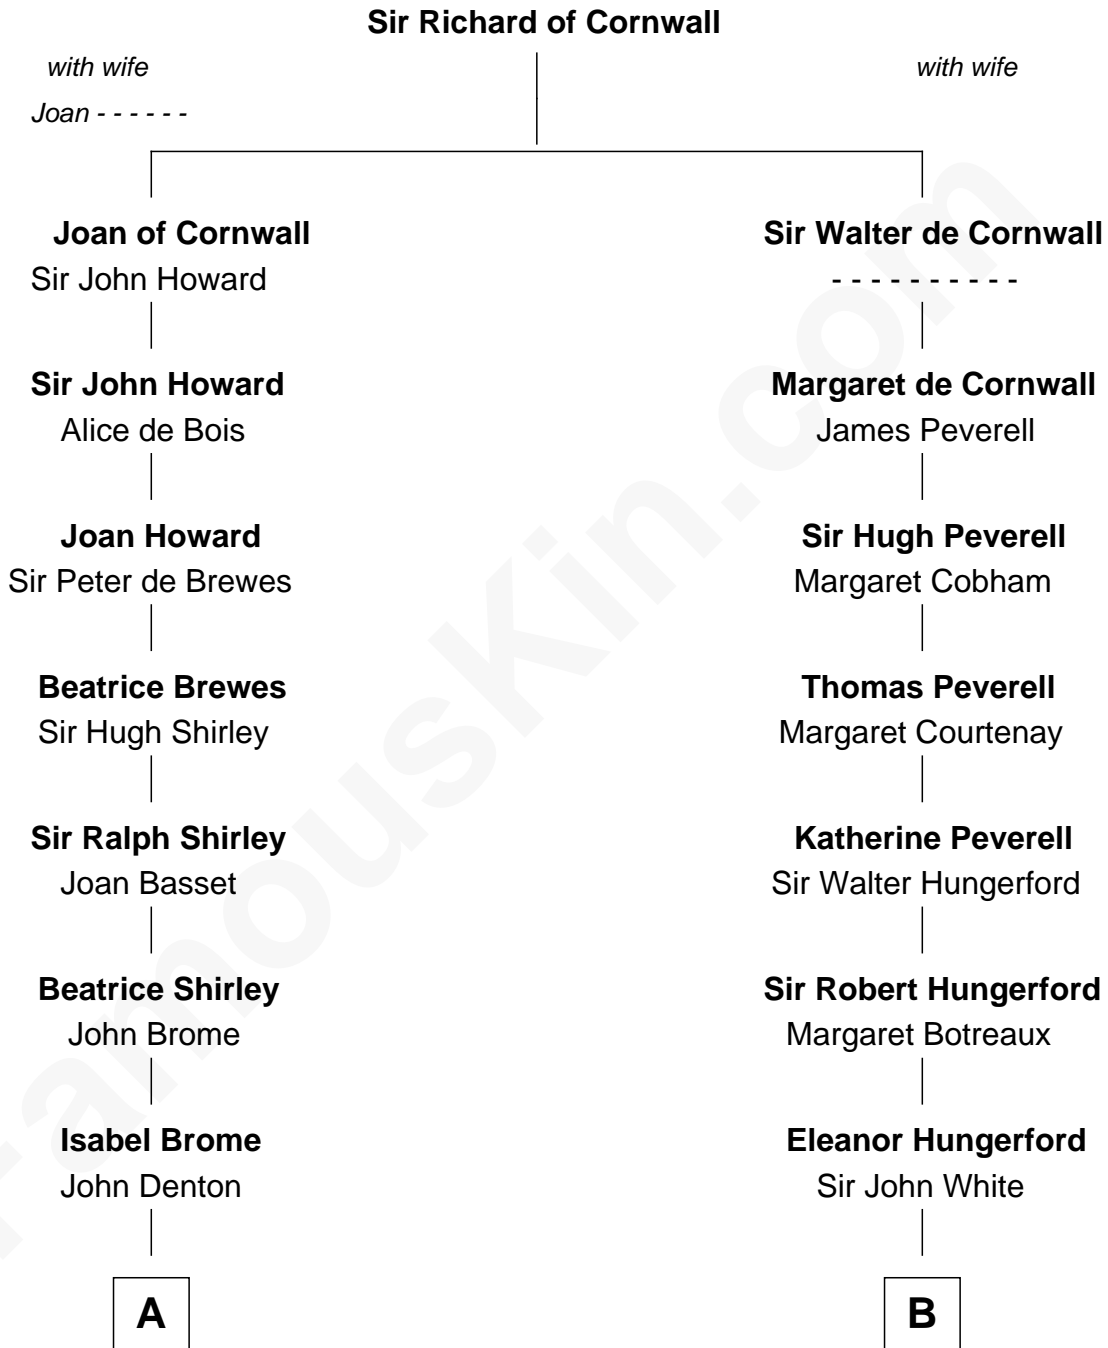 Sir Richard of Cornwall
with wife
with wife
Joan - - - - - -
Joan of Cornwall
Sir Walter de Cornwall
Sir John Howard
- - - - - - - - - -
Sir John Howard
Margaret de Cornwall
Alice de Bois
James Peverell
Joan Howard
Sir Hugh Peverell
Sir Peter de Brewes
Margaret Cobham
Beatrice Brewes
Thomas Peverell
Sir Hugh Shirley
Margaret Courtenay
Sir Ralph Shirley
Katherine Peverell
Joan Basset
Sir Walter Hungerford
Beatrice Shirley
Sir Robert Hungerford
John Brome
Margaret Botreaux
Isabel Brome
Eleanor Hungerford
John Denton
Sir John White
A
B
FamousKin.com